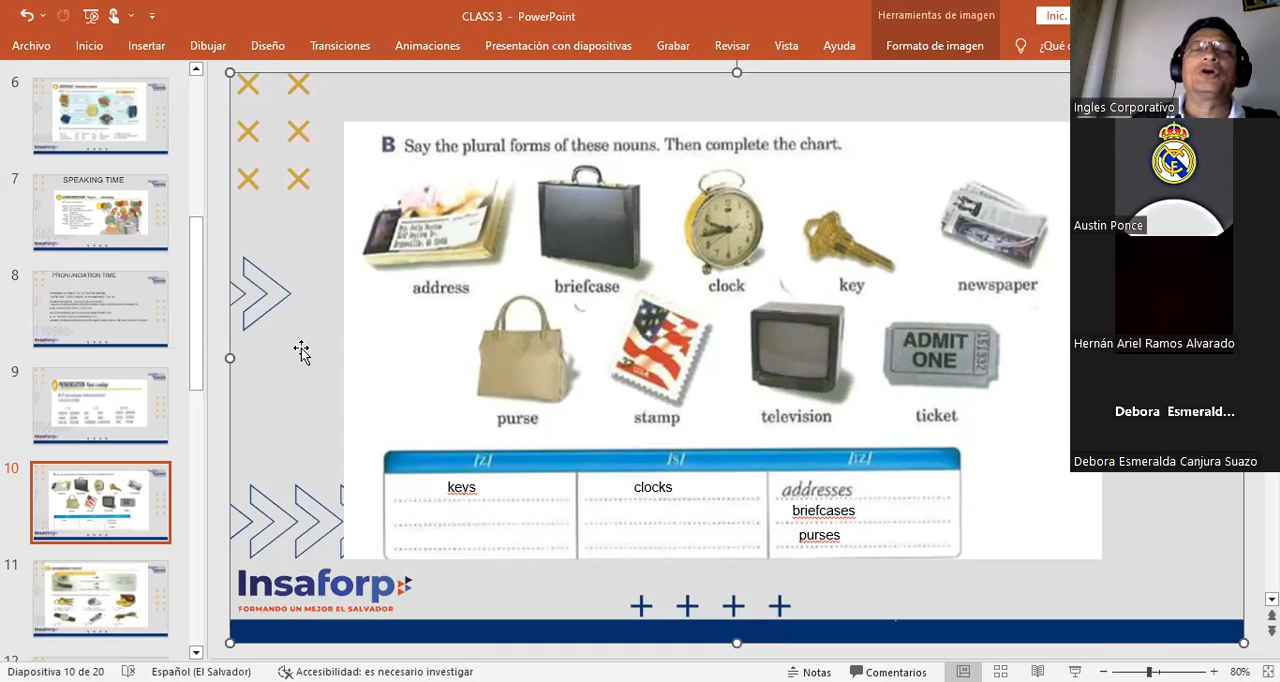 CLASS 3 - PowerPoint
Herramientas de imagen
Inic.
Archivo Inicio Insertar Dibujar Diseño Transiciones Animaciones Presentación con diapositivas Grabar Revisar Vista Ayuda Formato de imagen ¿Qué
6
7
SPEAKING TIME
8
PRONUNCIATION TIME
9
10
11
B Say the plural forms of these nouns. Then complete the chart.
address briefcase clock key newspaper
ADMIT
ONE
151932
USA
purse stamp television ticket
/z/ /s/ /ɪz/
keys clocks addresses
briefcases
purses
Insaforp
FORMANDO UN MEJOR EL SALVADOR
Ingles Corporativo
Austin Ponce
Hernán Ariel Ramos Alvarado
Debora Esmerald...
Debora Esmeralda Canjura Suazo
Diapositiva 10 de 20 Español (El Salvador) Accesibilidad: es necesario investigar Notas Comentarios 80%